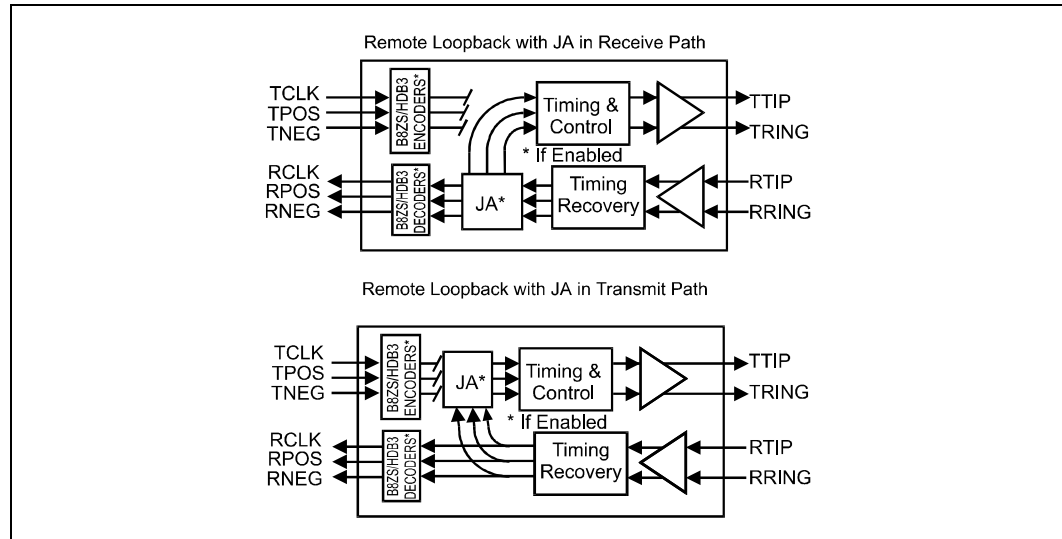 Remote Loopback with JA in Receive Path
TCLK
TPOS
TNEG
B8ZS/HDB3
ENCODERS*
Timing &
Control
TTIP
TRING
* If Enabled
RCLK
RPOS
RNEG
B8ZS/HDB3
DECODERS*
JA*
Timing
Recovery
RTIP
RRING
Remote Loopback with JA in Transmit Path
TCLK
TPOS
TNEG
B8ZS/HDB3
ENCODERS*
JA*
Timing &
Control
TTIP
TRING
* If Enabled
RCLK
RPOS
RNEG
B8ZS/HDB3
DECODERS*
Timing
Recovery
RTIP
RRING